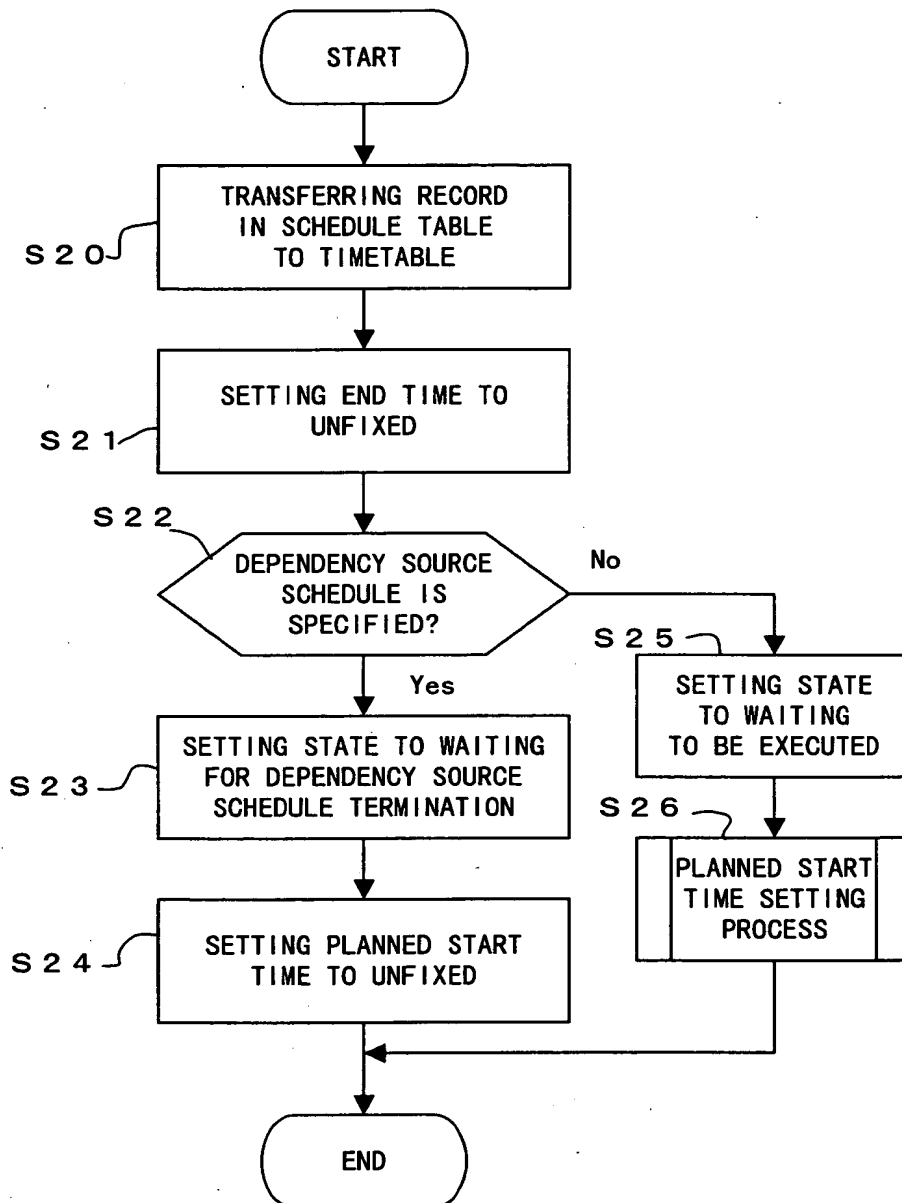 START
S20
TRANSFERRING RECORD
IN SCHEDULE TABLE
TO TIMETABLE
S21
SETTING END TIME TO
UNFIXED
S22
DEPENDENCY SOURCE
SCHEDULE IS
SPECIFIED?
No
Yes
S25
SETTING STATE
TO WAITING
TO BE EXECUTED
S23
SETTING STATE TO WAITING
FOR DEPENDENCY SOURCE
SCHEDULE TERMINATION
S26
PLANNED START
TIME SETTING
PROCESS
S24
SETTING PLANNED START
TIME TO UNFIXED
END